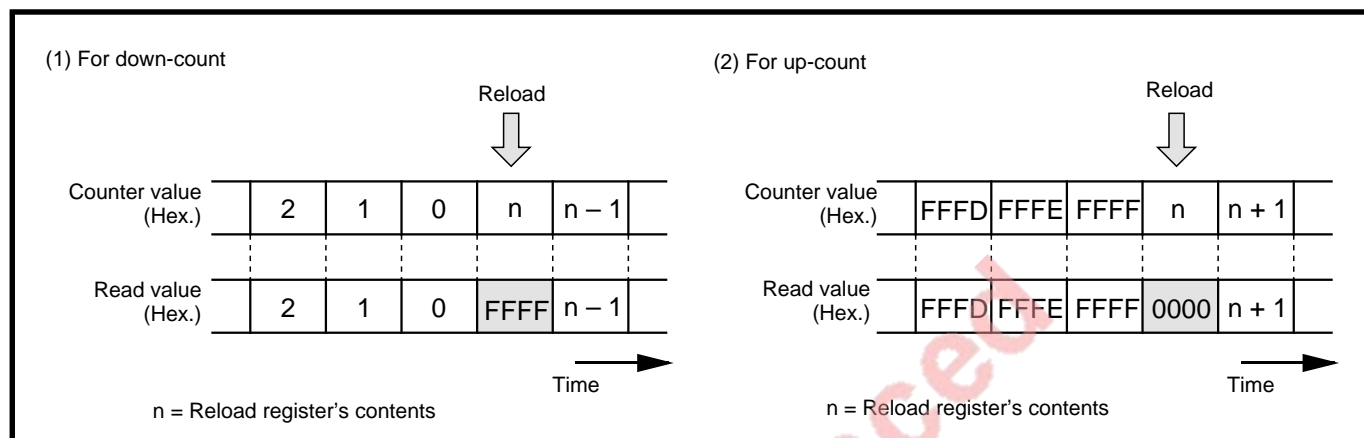 (1) For down-count
Reload
Counter value
(Hex.)
2 1 0 n n – 1
Read value
(Hex.)
2 1 0 FFFF n – 1
Time
n = Reload register’s contents
(2) For up-count
Reload
Counter value
(Hex.)
FFFD FFFE FFFF n n + 1
Read value
(Hex.)
FFFD FFFE FFFF 0000 n + 1
Time
n = Reload register’s contents